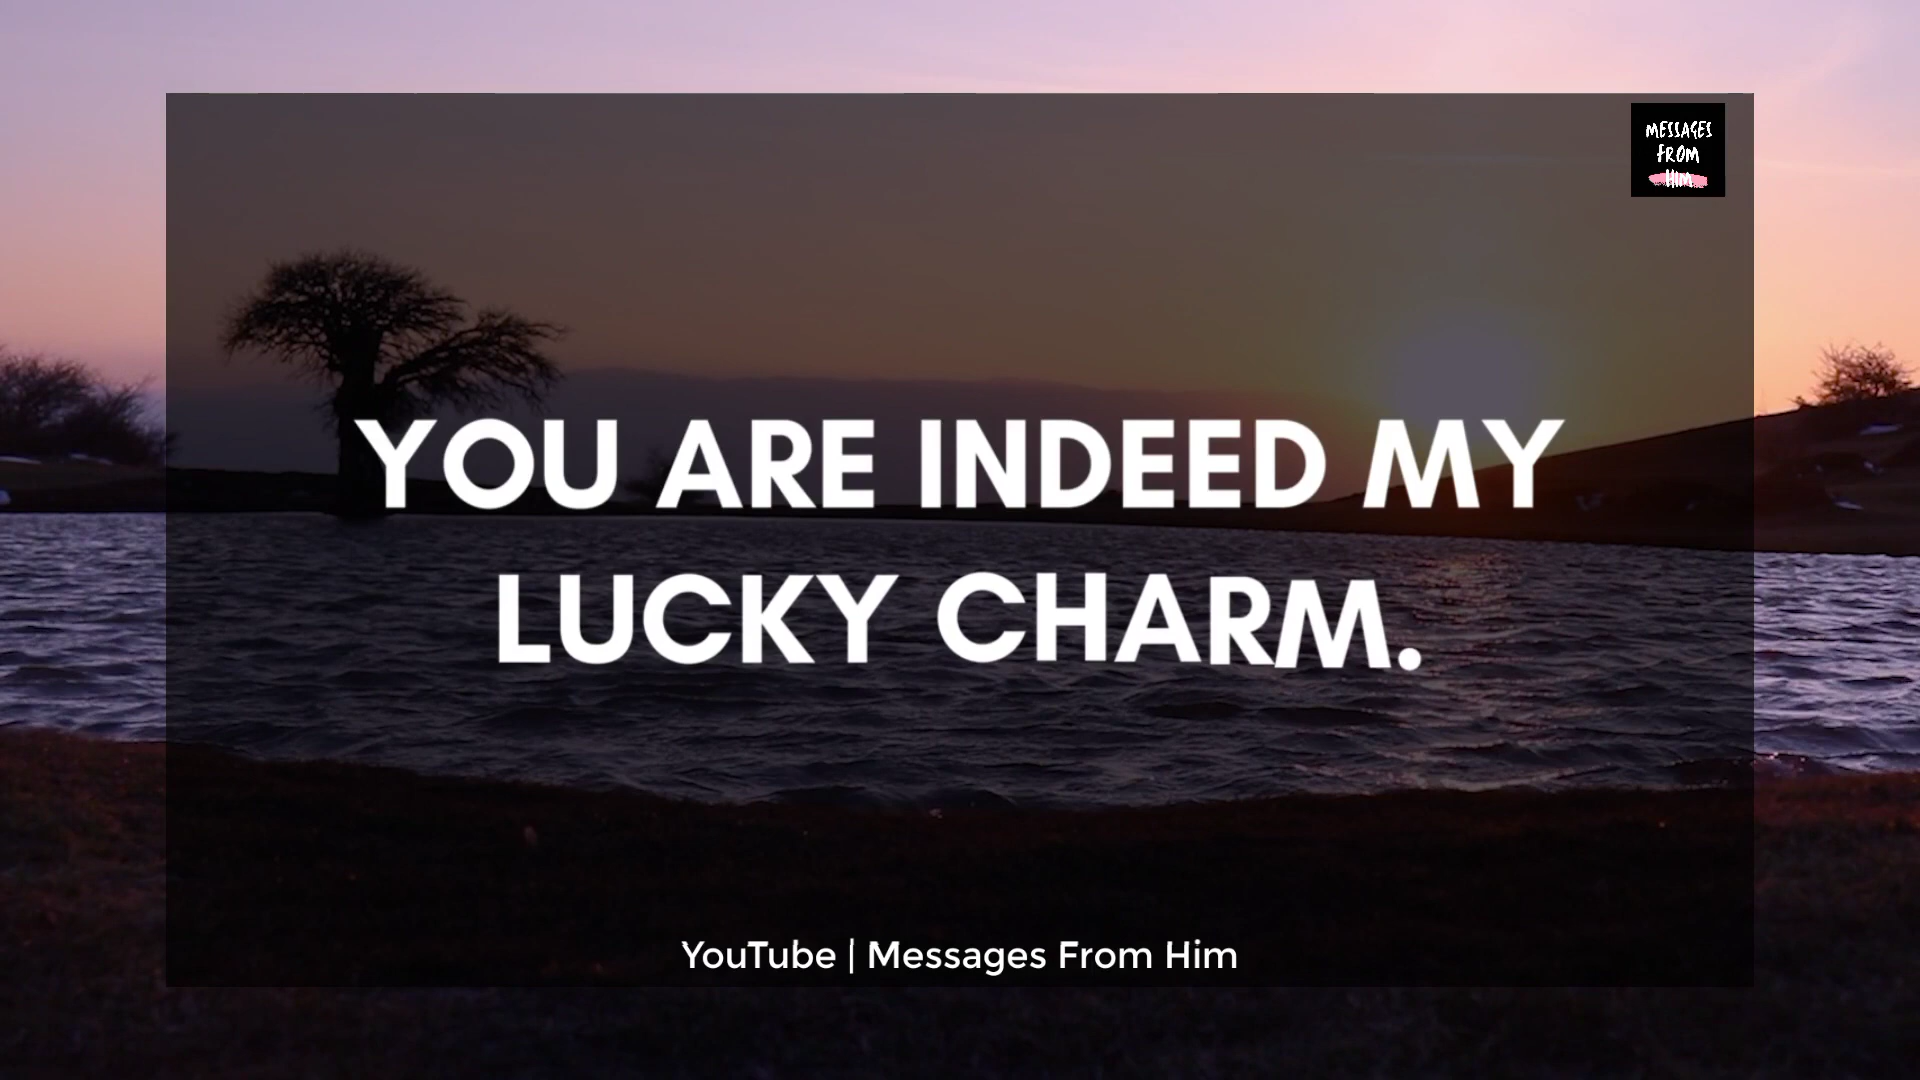 MESSAGES
FROM
HIM
YOU ARE INDEED MY
LUCKY CHARM.
YouTube | Messages From Him